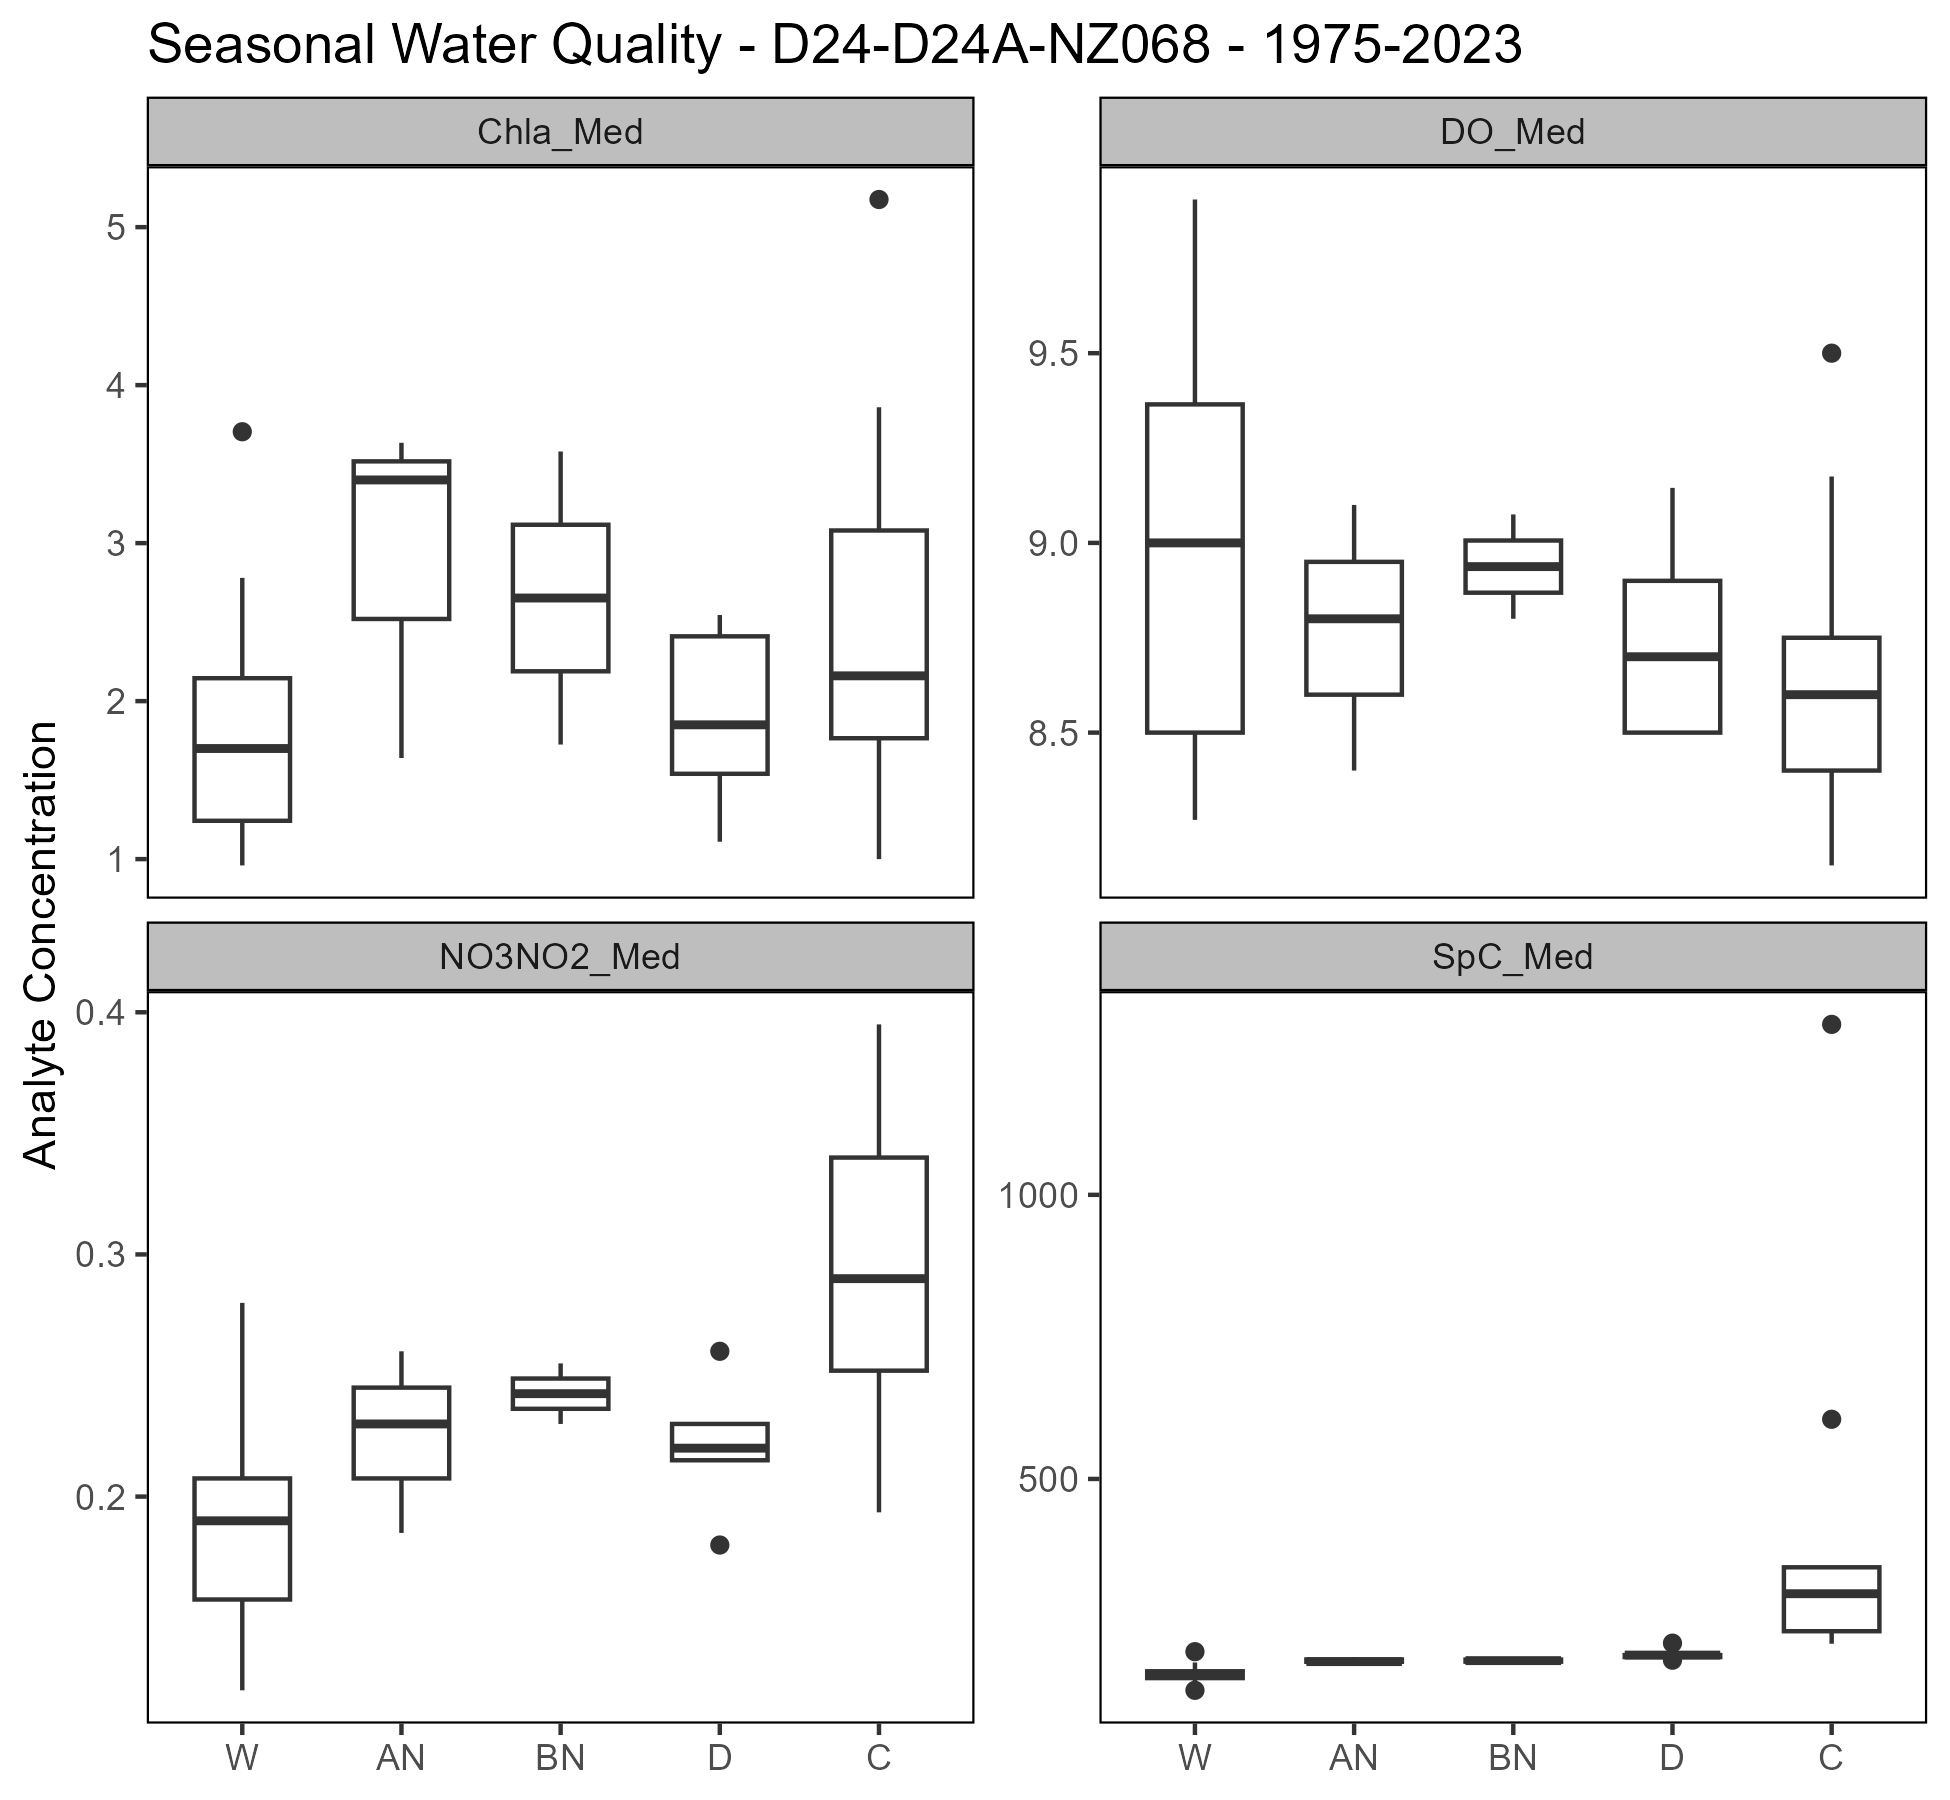 Seasonal Water Quality - D24-D24A-NZ068 - 1975-2023
Chla_Med
DO_Med
5
4
3
2
1
9.5
9.0
8.5
Analyte Concentration
NO3NO2_Med
SpC_Med
0.4
0.3
0.2
1000
500
W AN BN D C
W AN BN D C